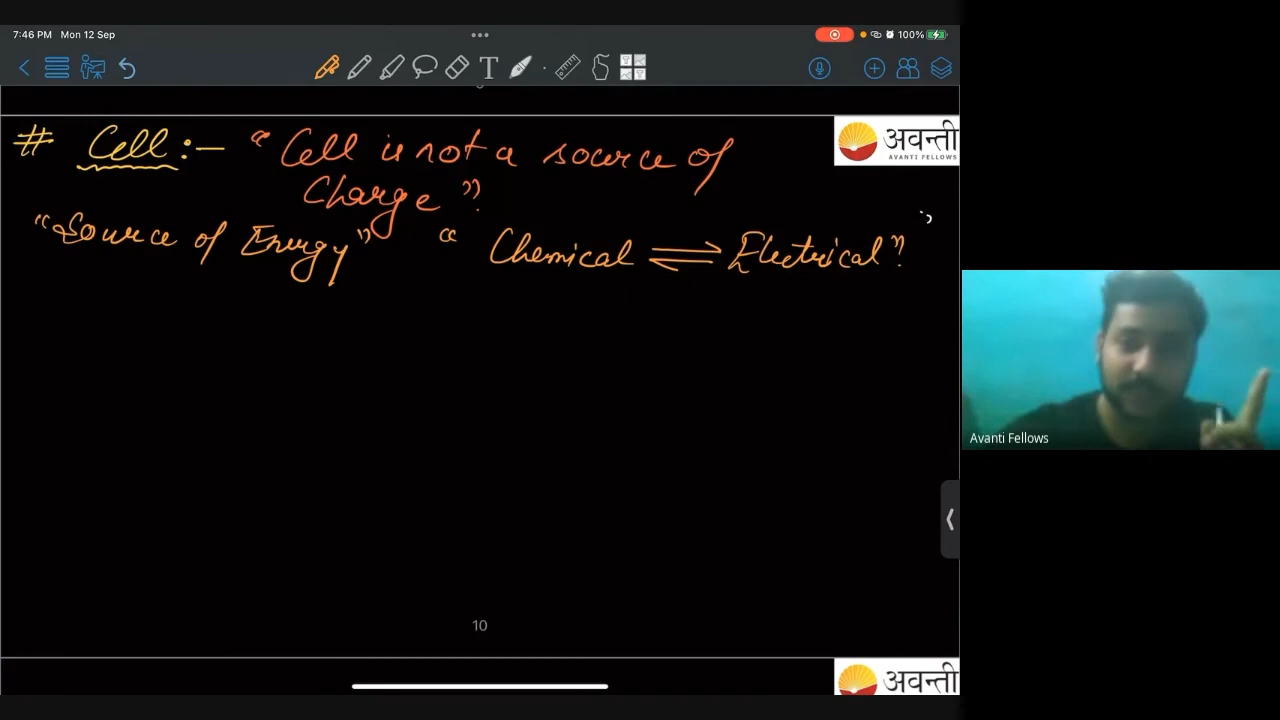 7:46 PM Mon 12 Sep
100%
T
# Cell :- “ Cell is not a source of
Charge ”
“Source of Energy” “ Chemical ⇌ Electrical”
अवन्ती
AVANTI FELLOWS
Avanti Fellows
10
अवन्ती